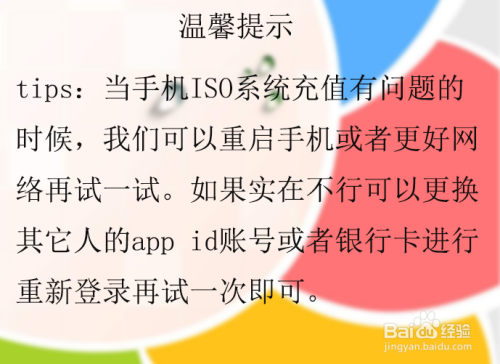 温馨提示
tips：当手机ISO系统充值有问题的
时候，我们可以重启手机或者更好网
络再试一试。如果实在不行可以更换
其它人的app id账号或者银行卡进行
重新登录再试一次即可。
Baidu经验
jingyan.baidu.com